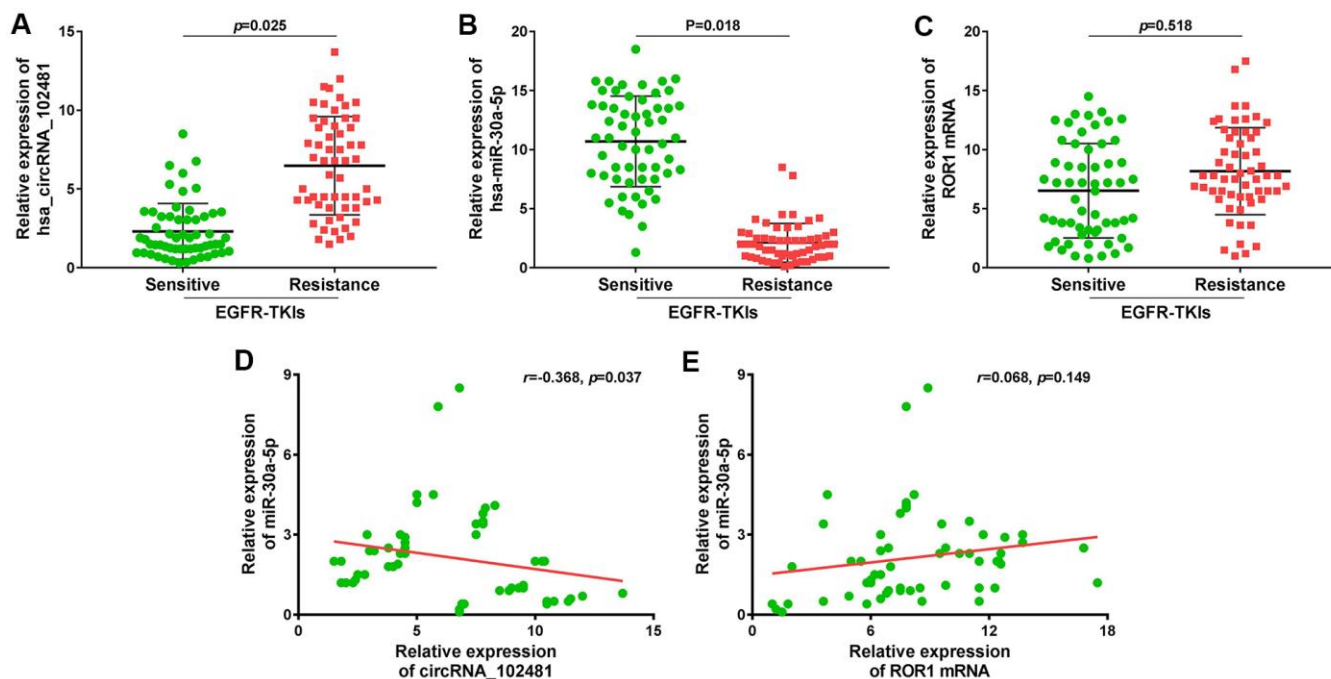 A
p=0.025
Relative expression of
hsa_circRNA_102481
15
10
5
0
Sensitive
Resistance
EGFR-TKIs
B
P=0.018
Relative expression of
hsa-miR-30a-5p
20
15
10
5
0
Sensitive
Resistance
EGFR-TKIs
C
p=0.518
Relative expression of
ROR1 mRNA
20
15
10
5
0
Sensitive
Resistance
EGFR-TKIs
D
r=-0.368, p=0.037
Relative expression
of miR-30a-5p
9
6
3
0
0
5
10
15
Relative expression
of circRNA_102481
E
r=0.068, p=0.149
Relative expression
of miR-30a-5p
9
6
3
0
0
6
12
18
Relative expression
of ROR1 mRNA